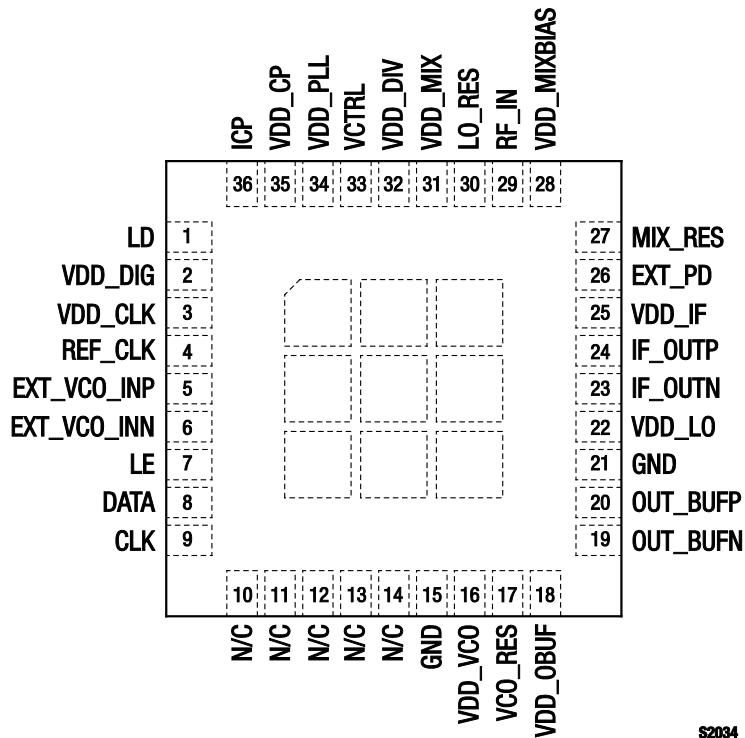 ICP
VDD_CP
VDD_PLL
VCTRL
VDD_DIV
VDD_MIX
LO_RES
RF_IN
VDD_MIXBIAS
36 35 34 33 32 31 30 29 28
LD 1
VDD_DIG 2
VDD_CLK 3
REF_CLK 4
EXT_VCO_INP 5
EXT_VCO_INN 6
LE 7
DATA 8
CLK 9
27 MIX_RES
26 EXT_PD
25 VDD_IF
24 IF_OUTP
23 IF_OUTN
22 VDD_LO
21 GND
20 OUT_BUFP
19 OUT_BUFN
10 11 12 13 14 15 16 17 18
N/C
N/C
N/C
N/C
N/C
GND
VDD_VCO
VCO_RES
VDD_OBUF
S2034